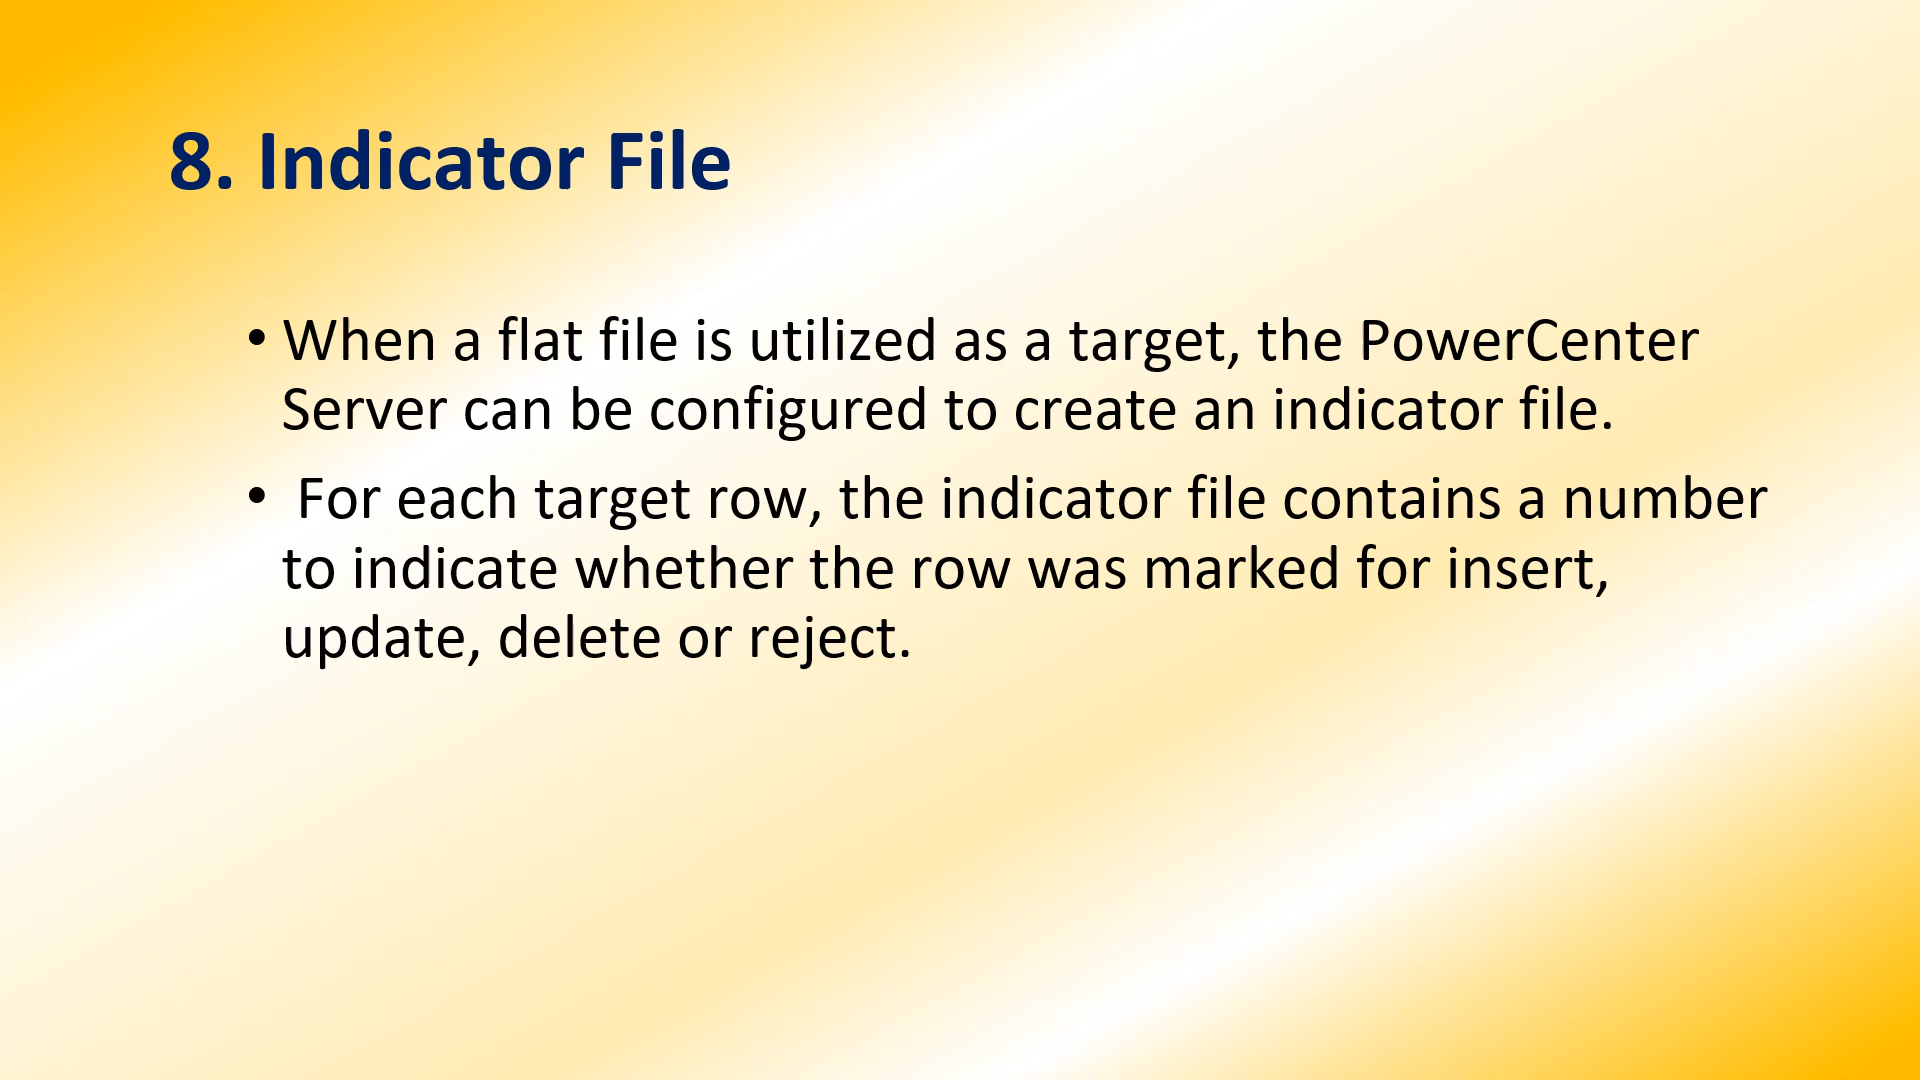 8. Indicator File
• When a flat file is utilized as a target, the PowerCenter
Server can be configured to create an indicator file.
• For each target row, the indicator file contains a number
to indicate whether the row was marked for insert,
update, delete or reject.